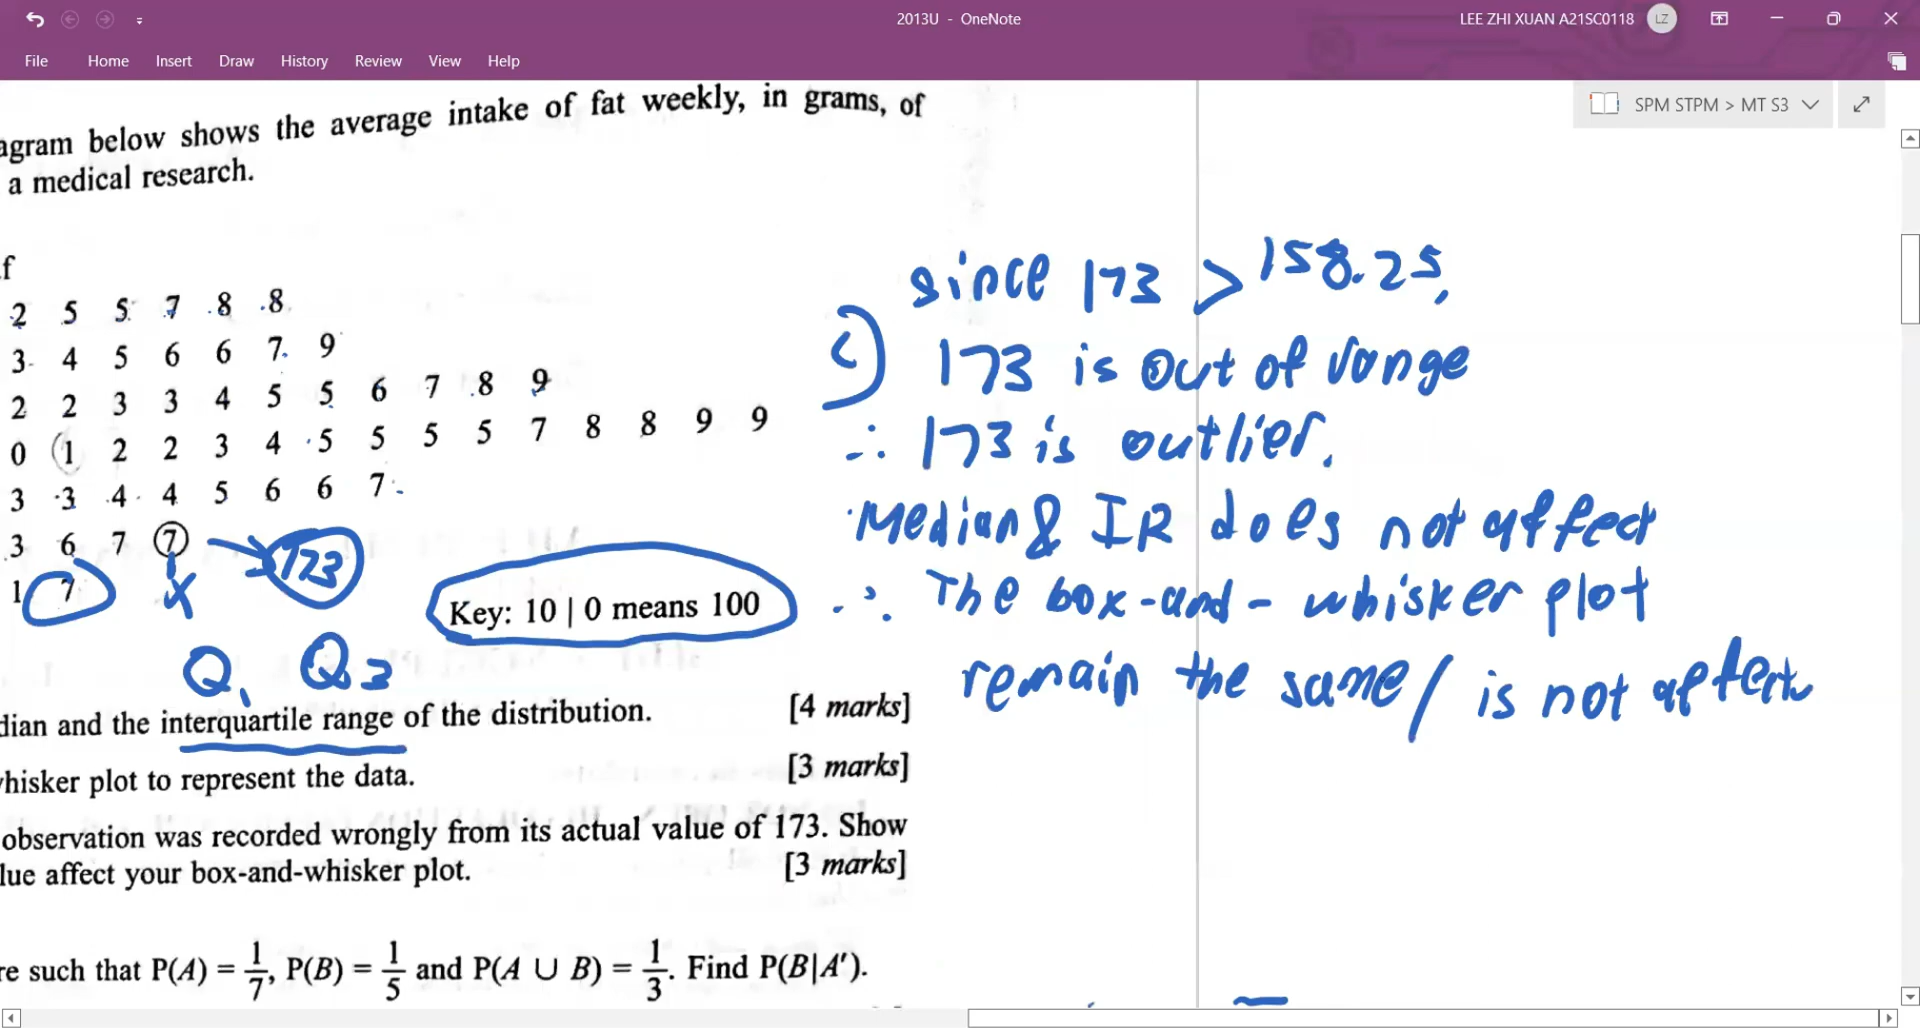 2013U - OneNote
LEE ZHI XUAN A21SC0118
LZ
File Home Insert Draw History Review View Help
SPM STPM > MT S3
agram below shows the average intake of fat weekly, in grams, of
a medical research.
f
2 5 5 7 8 8
3 4 5 6 6 7 9
2 2 3 3 4 5 5 6 7 8 9
0 1 2 2 3 4 5 5 5 5 7 8 8 9 9
3 3 4 4 5 6 6 7
3 6 7 7 → 173
1 7 x
Key: 10 | 0 means 100
Q1 Q3
dian and the interquartile range of the distribution. [4 marks]
whisker plot to represent the data. [3 marks]
observation was recorded wrongly from its actual value of 173. Show
lue affect your box-and-whisker plot. [3 marks]
re such that P(A) = 1/7, P(B) = 1/5 and P(A ∪ B) = 1/3. Find P(B|A′).
since 173 > 158.25,
c) 173 is out of range
∴ 173 is outlier.
Median & IR does not affect
∴ The box-and-whisker plot
remain the same / is not affect